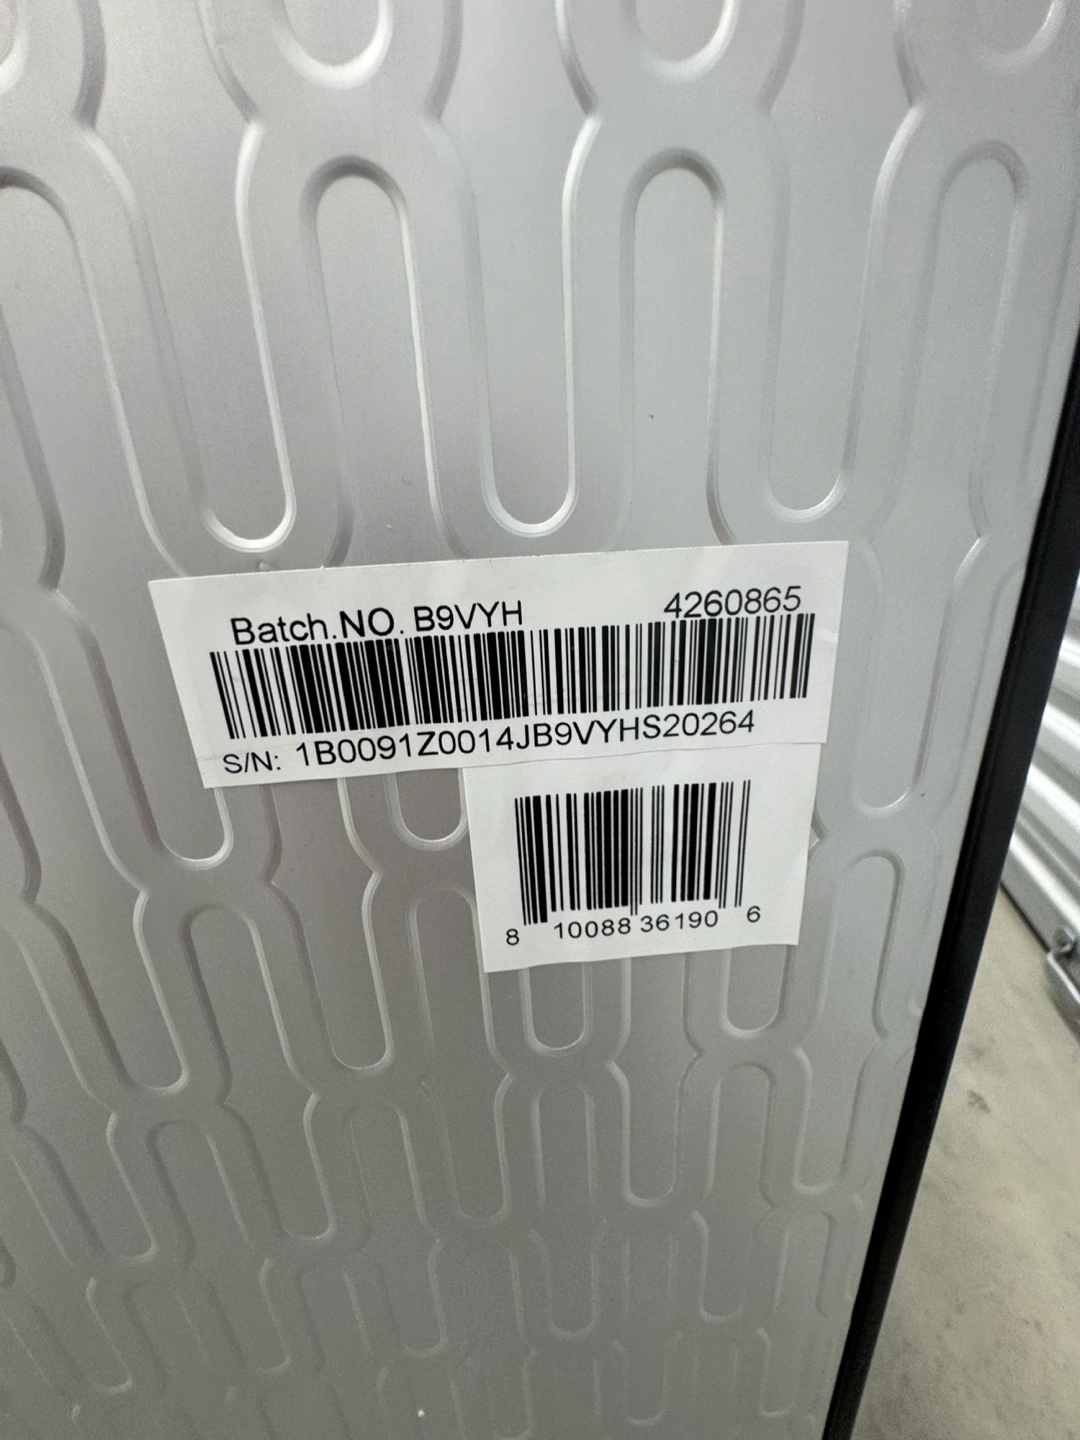 Batch.NO. B9VYH 4260865
S/N: 1B0091Z0014JB9VYHS20264
8 10088 36190 6